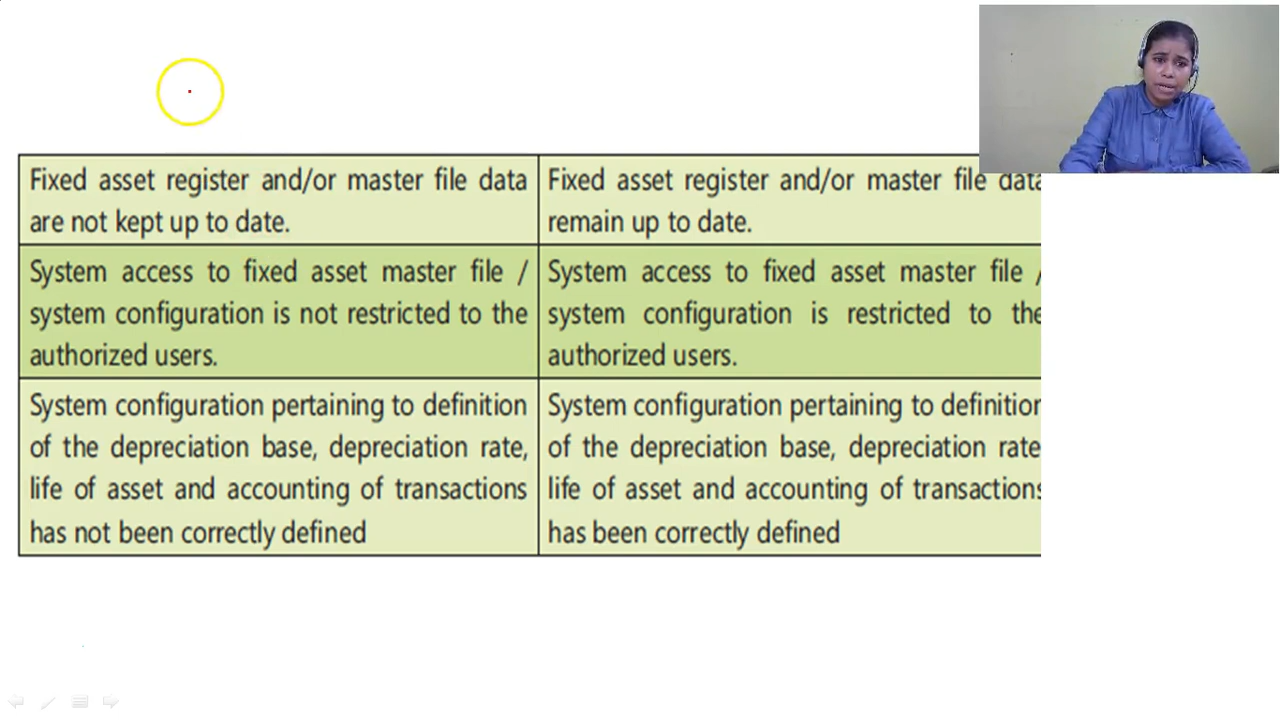 Fixed asset register and/or master file data
are not kept up to date.
Fixed asset register and/or master file data
remain up to date.
System access to fixed asset master file /
system configuration is not restricted to the
authorized users.
System access to fixed asset master file /
system configuration is restricted to the
authorized users.
System configuration pertaining to definition
of the depreciation base, depreciation rate,
life of asset and accounting of transactions
has not been correctly defined
System configuration pertaining to definition
of the depreciation base, depreciation rate
life of asset and accounting of transactions
has been correctly defined